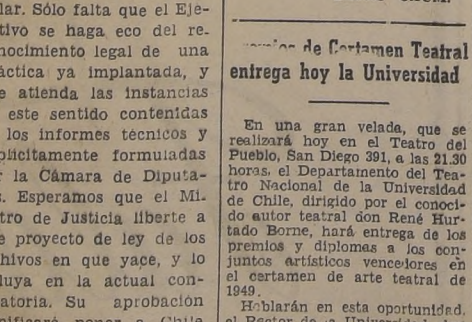 lar. Sólo falta que el Eje-
tivo se haga eco del re-
nocimiento legal de una
áctica ya implantada, y
e atienda las instancias
este sentido contenidas
los informes técnicos y
plícitamente formuladas
la Cámara de Diputa-
s. Esperamos que el Mi-
tro de Justicia liberte a
e proyecto de ley de los
chivos en que yace, y lo
luya en la actual con-
atoria. Su aprobación
de Certamen Teatral
entrega hoy la Universidad
En una gran velada, que se
realizará hoy en el Teatro del
Pueblo, San Diego 391, a las 21.30
horas, el Departamento del Tea-
tro Nacional de la Universidad
de Chile, dirigido por el conoci-
do autor teatral don René Hur-
tado Borne, hará entrega de los
premios y diplomas a los con-
juntos artísticos vencedores en
el certamen de arte teatral de
1949.
Hablarán en esta oportunidad,